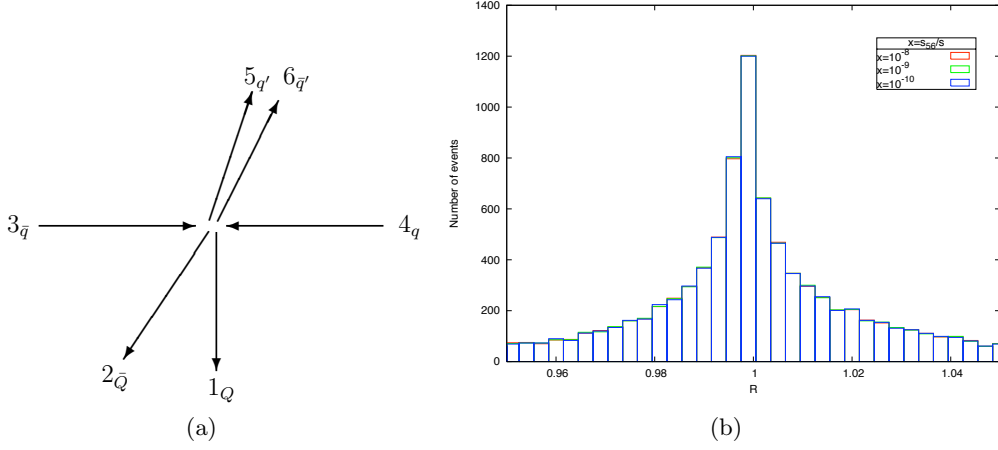 5q′ 6q̄′
3q̄
4q
2Q̄
1Q
(a)
1400
1200
1000
800
600
400
200
0
Number of events
0.96 0.98 1 1.02 1.04
R
x=s56/s
x=10-8
x=10-9
x=10-10
(b)